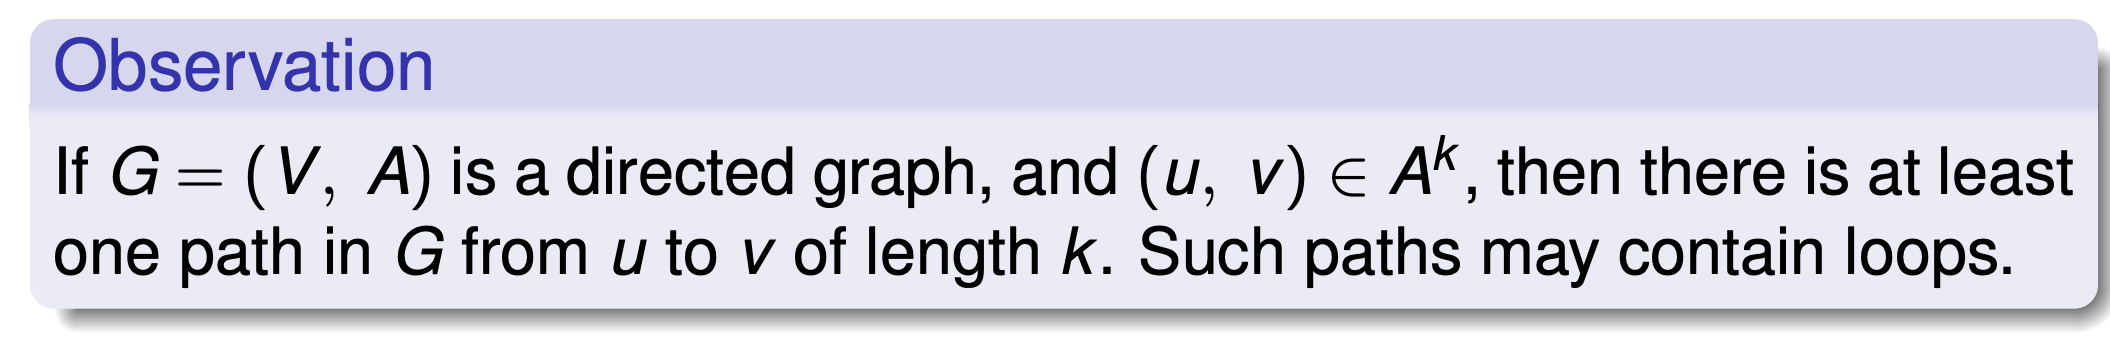 Observation
If G = (V, A) is a directed graph, and (u, v) ∈ Aᵏ, then there is at least
one path in G from u to v of length k. Such paths may contain loops.